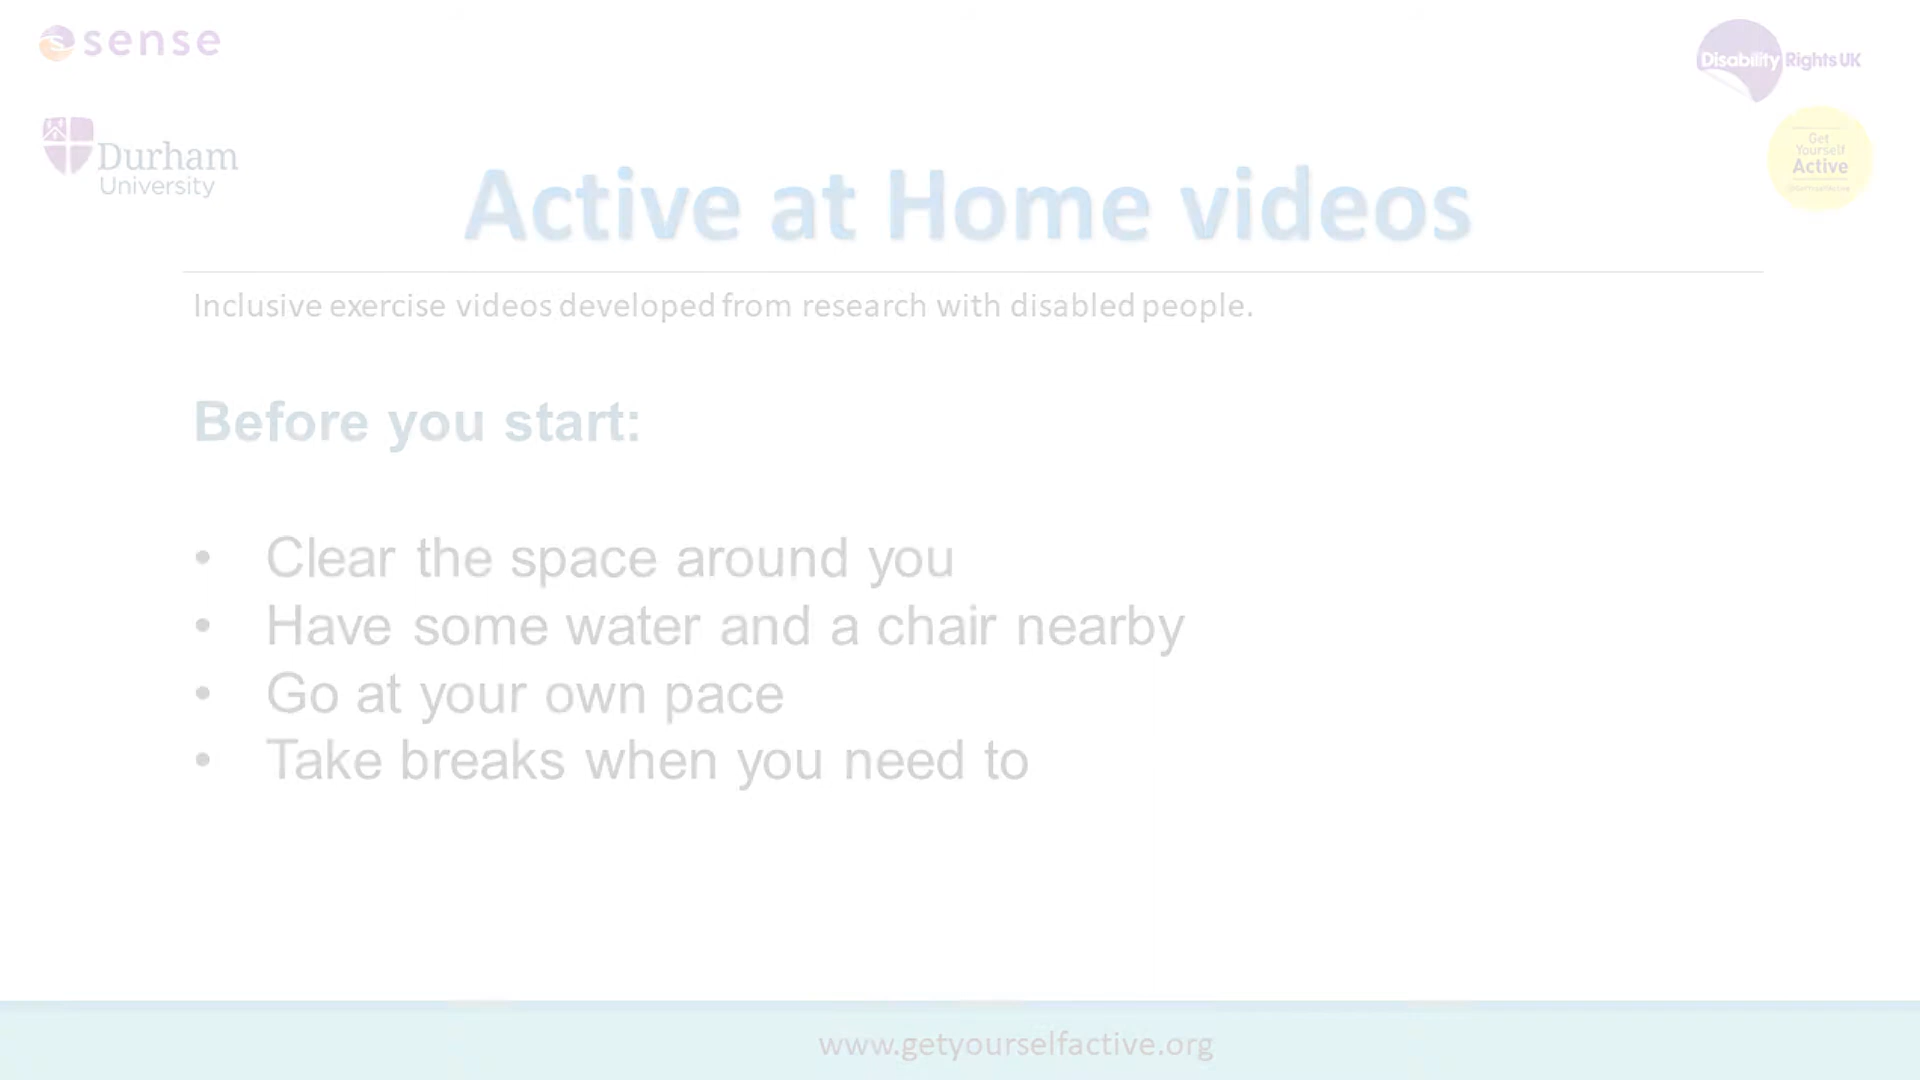 sense
Disability Rights UK
Durham
University
Get
Yourself
Active
Active at Home videos
Inclusive exercise videos developed from research with disabled people.
Before you start:
• Clear the space around you
• Have some water and a chair nearby
• Go at your own pace
• Take breaks when you need to
www.getyourselfactive.org